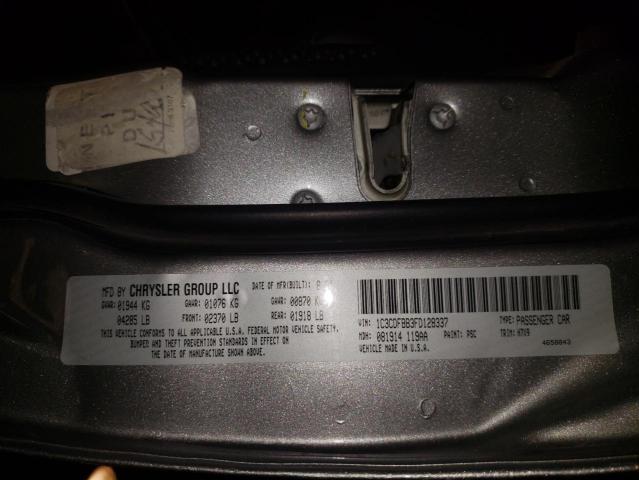 MFD BY CHRYSLER GROUP LLC DATE OF MFR(BUILT): 8
GVWR: 01944 KG GAWR: 01076 KG GAWR: 00870 KG
04285 LB FRONT: 02370 LB REAR: 01918 LB
THIS VEHICLE CONFORMS TO ALL APPLICABLE U.S.A. FEDERAL MOTOR VEHICLE SAFETY,
BUMPER AND THEFT PREVENTION STANDARDS IN EFFECT ON
THE DATE OF MANUFACTURE SHOWN ABOVE.
VIN: 1C3CDFBB3FD128337 TYPE: PASSENGER CAR
MDH: 081914 119AA PAINT: PSC TRIM: H7X9
VEHICLE MADE IN U.S.A. 4658843